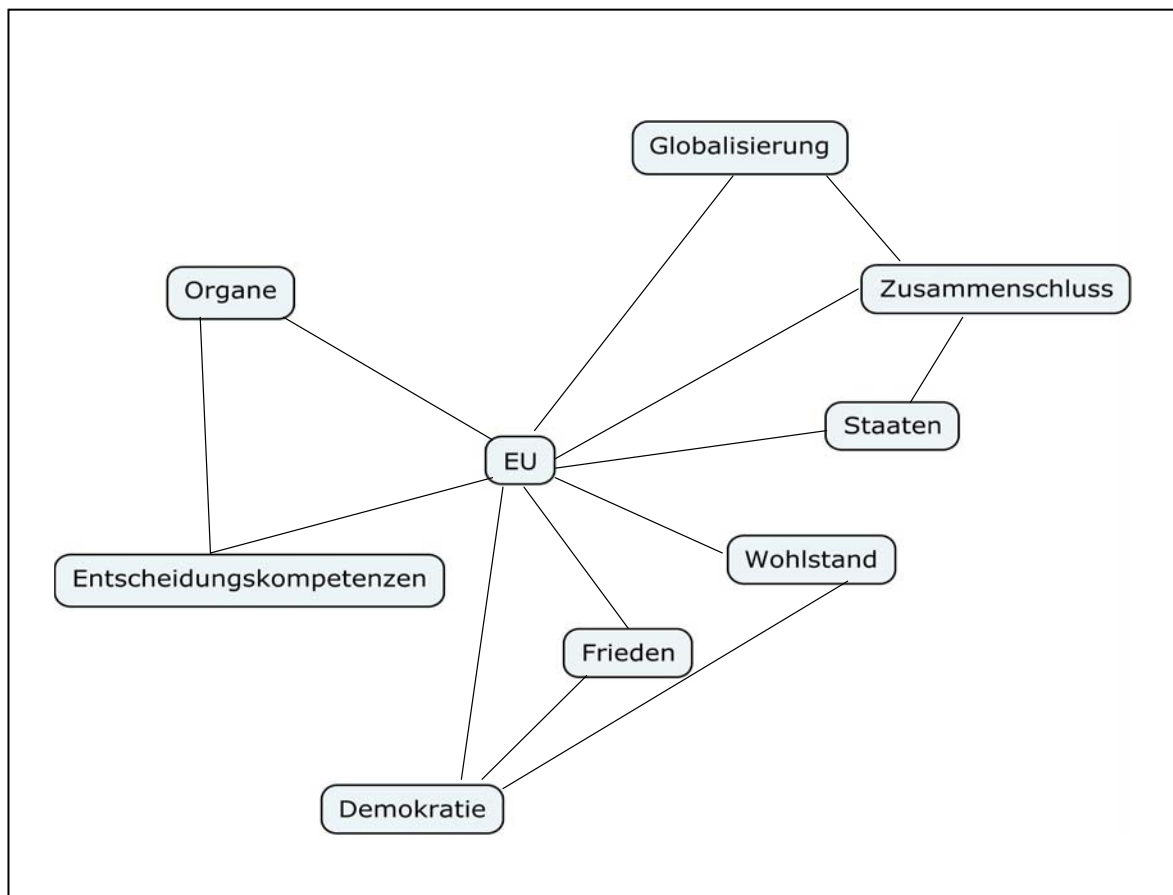 Globalisierung
Organe
Zusammenschluss
Staaten
EU
Wohlstand
Entscheidungskompetenzen
Frieden
Demokratie